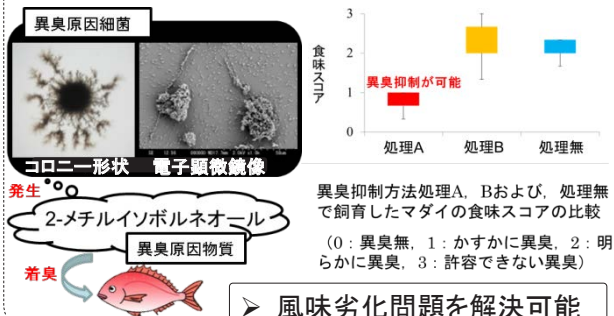 異臭原因細菌
コロニー形状　電子顕微鏡像
発生
2-メチルイソボルネオール
異臭原因物質
着臭
食味スコア
3
2
1
0
異臭抑制が可能
処理A　処理B　処理無
異臭抑制方法処理A，Bおよび，処理無
で飼育したマダイの食味スコアの比較
（0：異臭無，1：かすかに異臭，2：明
らかに異臭，3：許容できない異臭）
➢ 風味劣化問題を解決可能